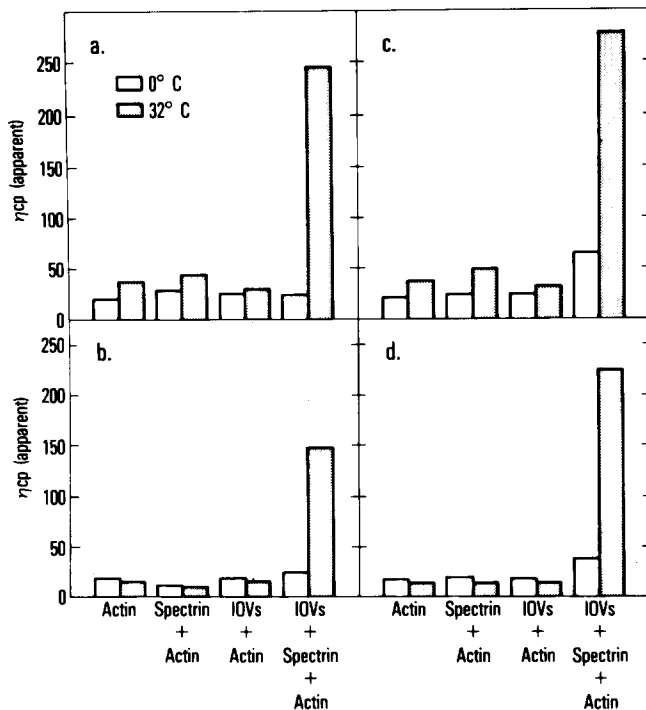 a.
0° C
32° C
ηcp (apparent)
250
200
150
100
50
0
c.
b.
ηcp (apparent)
250
200
150
100
50
0
d.
Actin
Spectrin
+
Actin
IOVs
+
Actin
IOVs
+
Spectrin
+
Actin
Actin
Spectrin
+
Actin
IOVs
+
Actin
IOVs
+
Spectrin
+
Actin